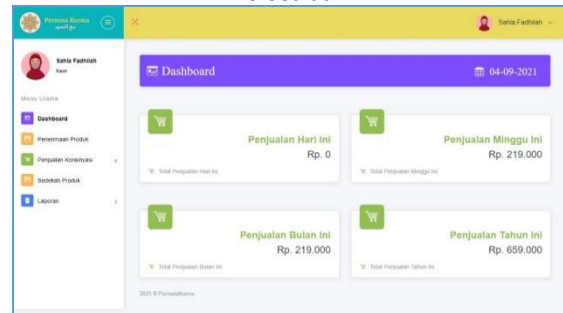 Permata Kurma
Sahla Fadhilah
Sahla Fadhilah
Kasir
Menu Utama
Dashboard
Penerimaan Produk
Penjualan Konsinyasi
Sedekah Produk
Laporan
Dashboard
04-09-2021
Penjualan Hari Ini
Rp. 0
Total Penjualan Hari Ini
Penjualan Minggu Ini
Rp. 219.000
Total Penjualan Minggu Ini
Penjualan Bulan Ini
Rp. 219.000
Total Penjualan Bulan Ini
Penjualan Tahun Ini
Rp. 659.000
Total Penjualan Tahun Ini
2021 © PermataKurma